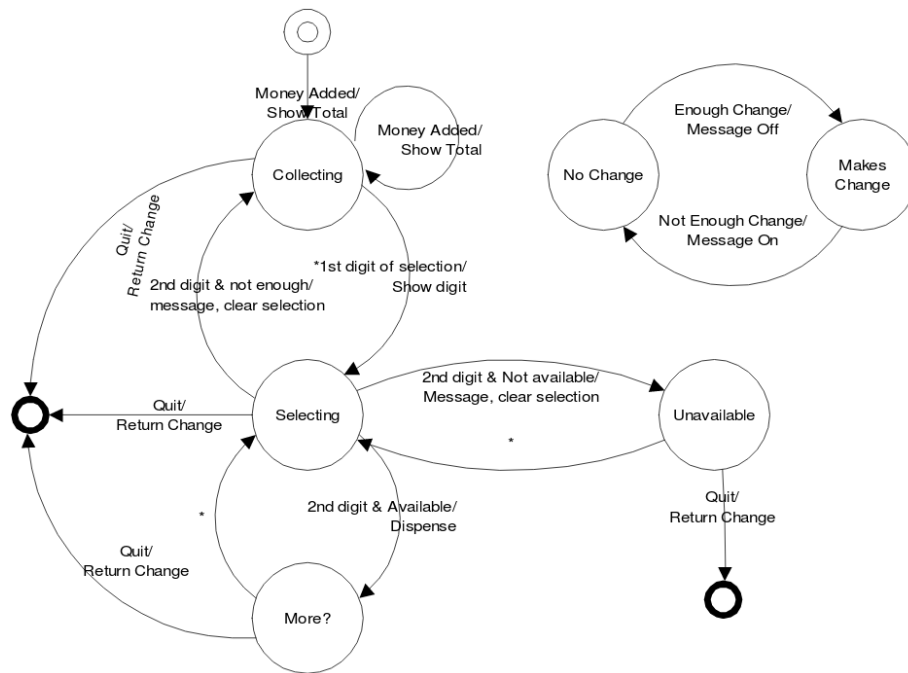 Money Added/
Show Total
Money Added/
Show Total
Collecting
Enough Change/
Message Off
No Change
Makes
Change
Not Enough Change/
Message On
Quit/
Return Change
2nd digit & not enough/
message, clear selection
*1st digit of selection/
Show digit
2nd digit & Not available/
Message, clear selection
Quit/
Return Change
Selecting
Unavailable
*
*
2nd digit & Available/
Dispense
Quit/
Return Change
Quit/
Return Change
More?